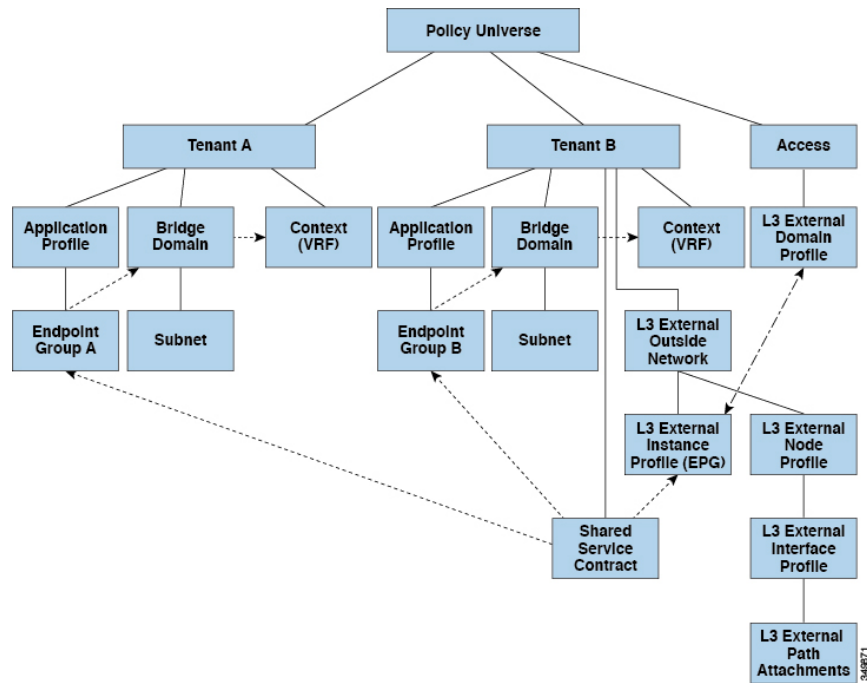 Policy Universe
Tenant A
Tenant B
Access
Application
Profile
Bridge
Domain
Context
(VRF)
Application
Profile
Bridge
Domain
Context
(VRF)
L3 External
Domain
Profile
Endpoint
Group A
Subnet
Endpoint
Group B
Subnet
L3 External
Outside
Network
L3 External
Instance
Profile (EPG)
L3 External
Node
Profile
Shared
Service
Contract
L3 External
Interface
Profile
L3 External
Path
Attachments
349871